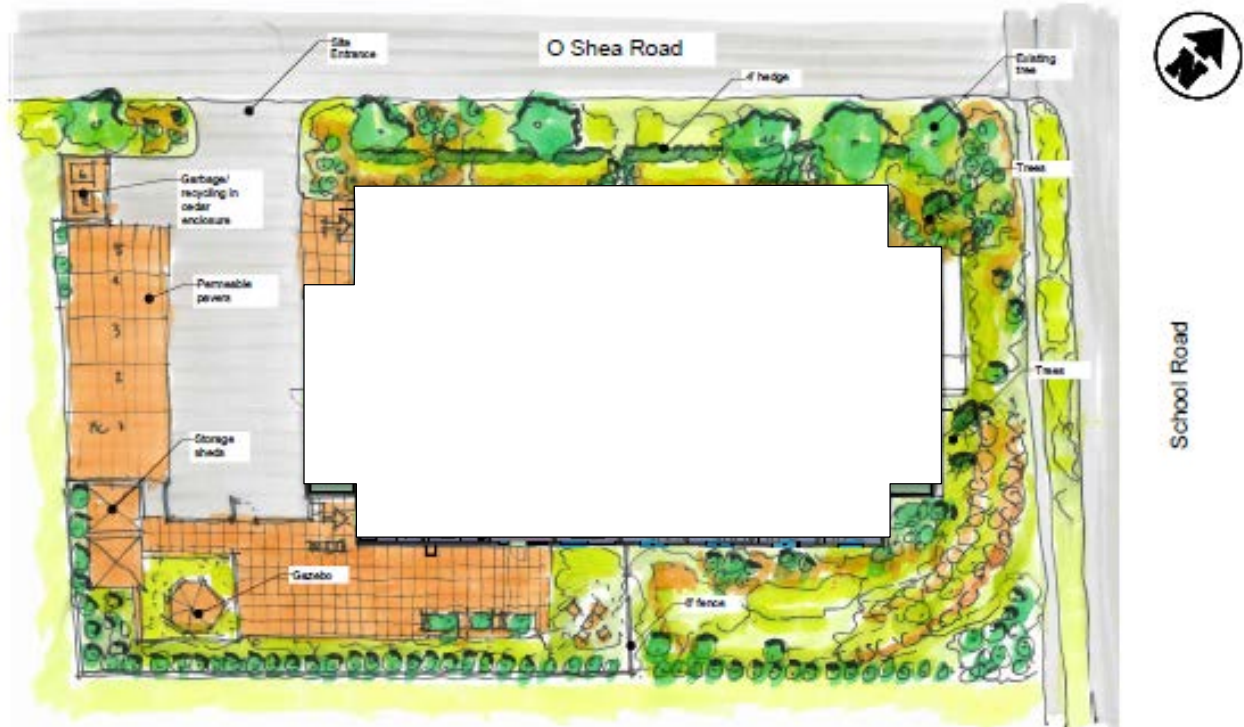 O Shea Road
Site
Entrance
4' hedge
Existing
tree
Trees
Garbage/
recycling in
cedar
enclosure
Permeable
pavers
5
4
3
2
1
Storage
sheds
Gazebo
6' fence
Trees
School Road
N